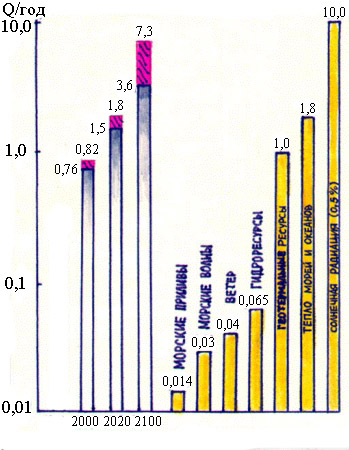 Q/год
10,0
1,0
0,1
0,01
0,82
0,76
1,8
1,5
7,3
3,6
2000 2020 2100
0,014
МОРСКИЕ ПРИЛИВЫ
0,03
МОРСКИЕ ВОЛНЫ
0,04
ВЕТЕР
0,065
ГИДРОРЕСУРСЫ
1,0
ГЕОТЕРМАЛЬНЫЕ РЕСУРСЫ
1,8
ТЕПЛО МОРЕЙ И ОКЕАНОВ
10,0
СОЛНЕЧНАЯ РАДИАЦИЯ (0,5%)